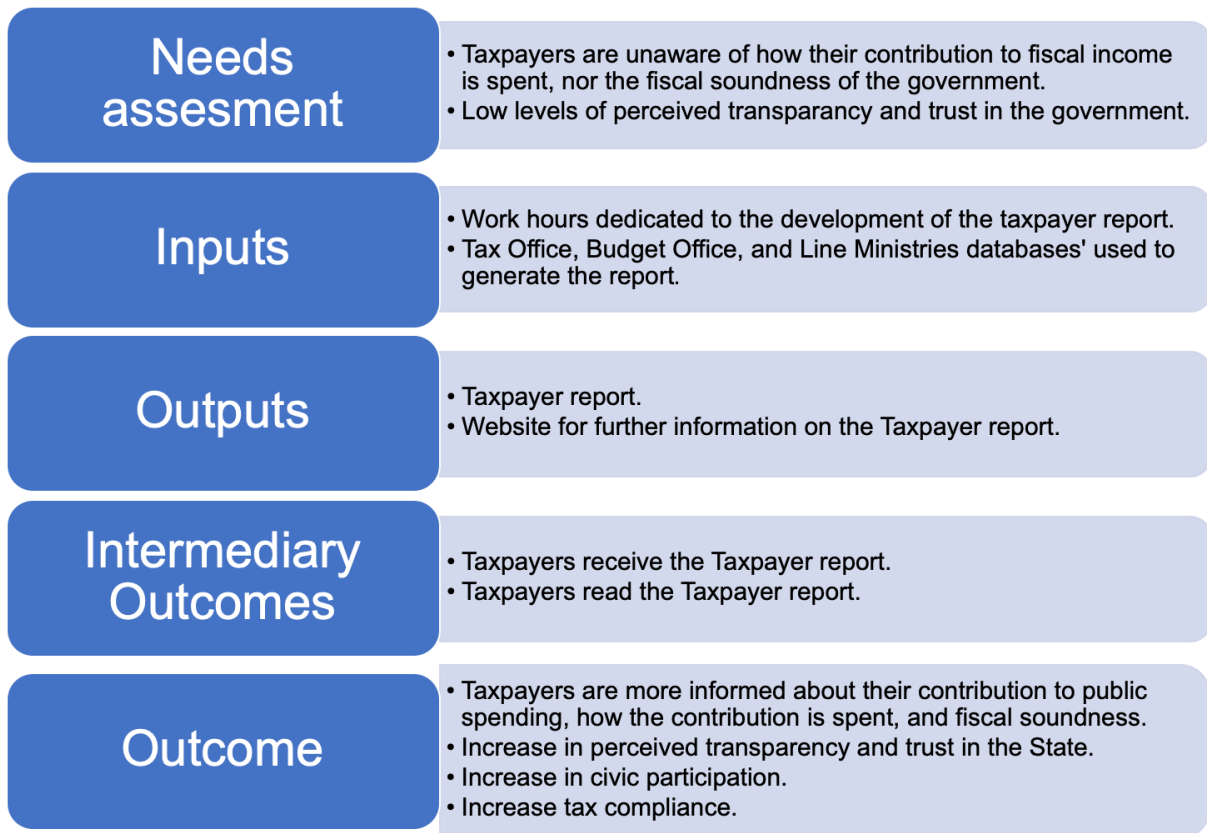 Needs
assesment
• Taxpayers are unaware of how their contribution to fiscal income
is spent, nor the fiscal soundness of the government.
• Low levels of perceived transparancy and trust in the government.
Inputs
• Work hours dedicated to the development of the taxpayer report.
• Tax Office, Budget Office, and Line Ministries databases' used to
generate the report.
Outputs
• Taxpayer report.
• Website for further information on the Taxpayer report.
Intermediary
Outcomes
• Taxpayers receive the Taxpayer report.
• Taxpayers read the Taxpayer report.
Outcome
• Taxpayers are more informed about their contribution to public
spending, how the contribution is spent, and fiscal soundness.
• Increase in perceived transparency and trust in the State.
• Increase in civic participation.
• Increase tax compliance.